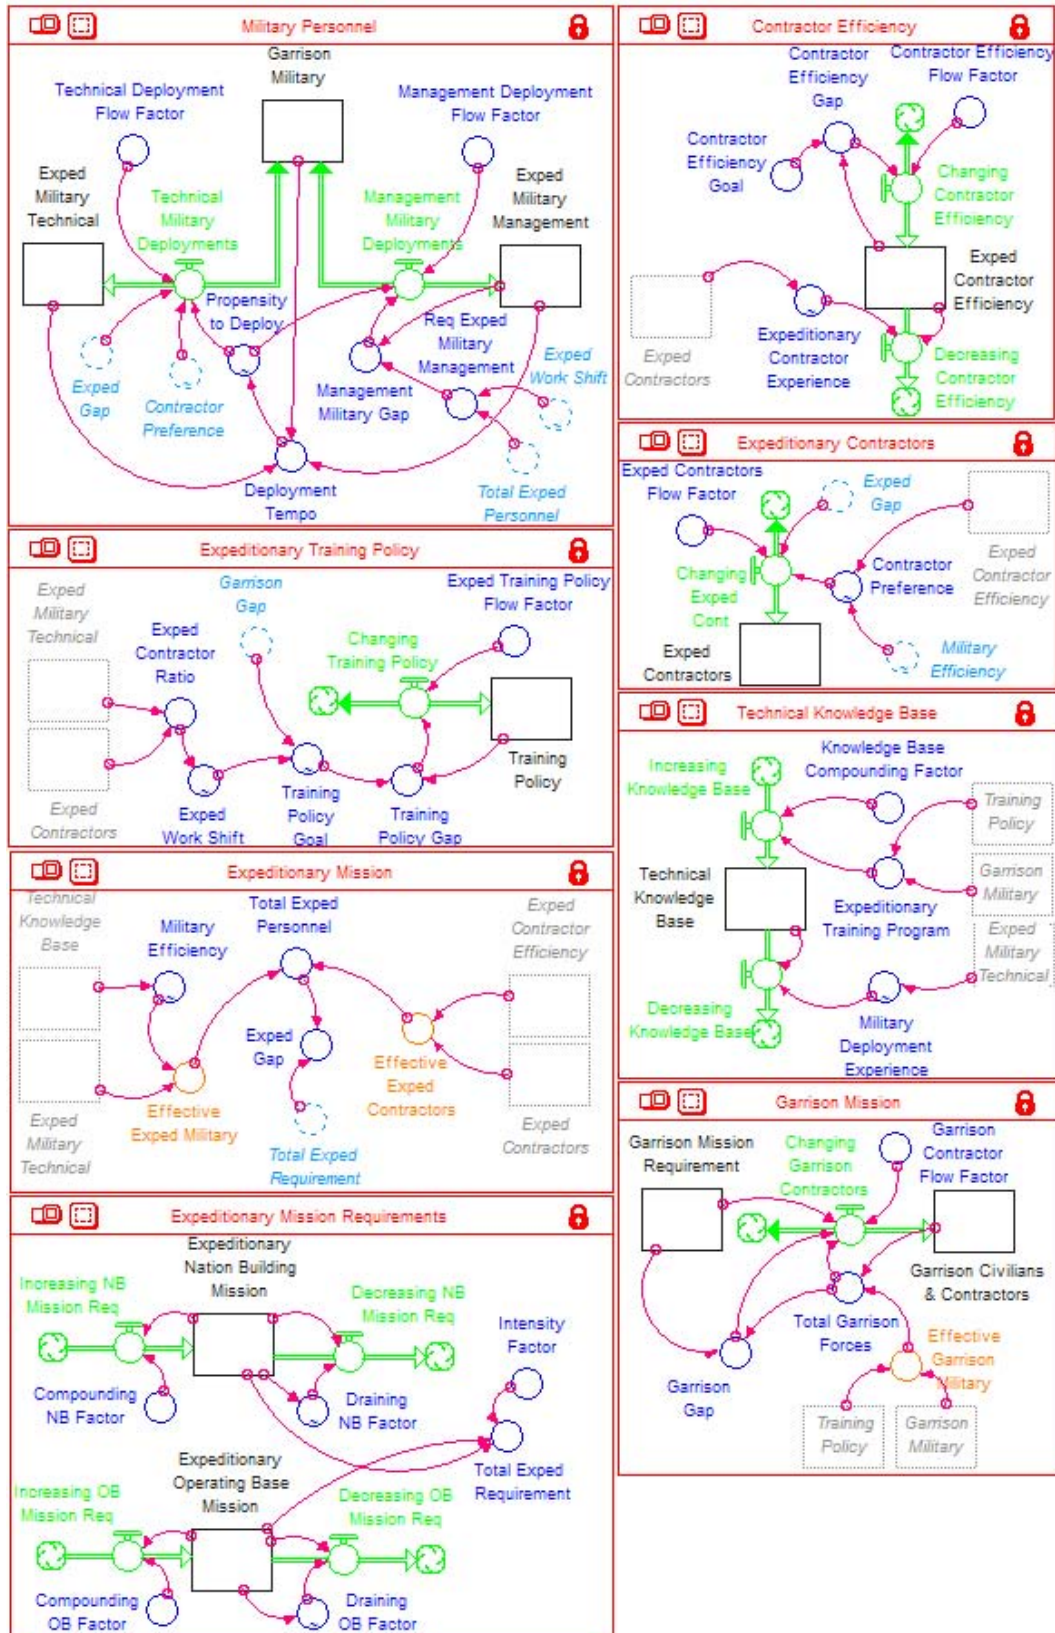 Military Personnel
Garrison
Military
Technical Deployment
Flow Factor
Management Deployment
Flow Factor
Exped
Military
Technical
Technical
Military
Deployments
Management
Military
Deployments
Exped
Military
Management
Propensity
to Deploy
Req Exped
Military
Management
Exped
Gap
Contractor
Preference
Management
Military Gap
Exped
Work Shift
Deployment
Tempo
Total Exped
Personnel
Expeditionary Training Policy
Exped
Military
Technical
Garrison
Gap
Exped Training Policy
Flow Factor
Exped
Contractor
Ratio
Changing
Training Policy
Training
Policy
Exped
Contractors
Exped
Work Shift
Training
Policy
Goal
Training
Policy Gap
Expeditionary Mission
Technical
Knowledge
Base
Military
Efficiency
Total Exped
Personnel
Exped
Contractor
Efficiency
Exped
Gap
Effective
Exped
Contractors
Exped
Military
Technical
Effective
Exped Military
Total Exped
Requirement
Exped
Contractors
Expeditionary Mission Requirements
Expeditionary
Nation Building
Mission
Increasing NB
Mission Req
Decreasing NB
Mission Req
Intensity
Factor
Compounding
NB Factor
Draining
NB Factor
Expeditionary
Operating Base
Mission
Total Exped
Requirement
Increasing OB
Mission Req
Decreasing OB
Mission Req
Compounding
OB Factor
Draining
OB Factor
Contractor Efficiency
Contractor
Efficiency
Gap
Contractor Efficiency
Flow Factor
Contractor
Efficiency
Goal
Changing
Contractor
Efficiency
Exped
Contractor
Efficiency
Exped
Contractors
Expeditionary
Contractor
Experience
Decreasing
Contractor
Efficiency
Expeditionary Contractors
Exped Contractors
Flow Factor
Exped
Gap
Changing
Exped
Cont
Contractor
Preference
Exped
Contractor
Efficiency
Exped
Contractors
Military
Efficiency
Technical Knowledge Base
Increasing
Knowledge Base
Knowledge Base
Compounding Factor
Training
Policy
Technical
Knowledge
Base
Garrison
Military
Expeditionary
Training Program
Exped
Military
Technical
Decreasing
Knowledge Base
Military
Deployment
Experience
Garrison Mission
Garrison Mission
Requirement
Changing
Garrison
Contractors
Garrison
Contractor
Flow Factor
Garrison Civilians
& Contractors
Total Garrison
Forces
Garrison
Gap
Effective
Garrison
Military
Training
Policy
Garrison
Military